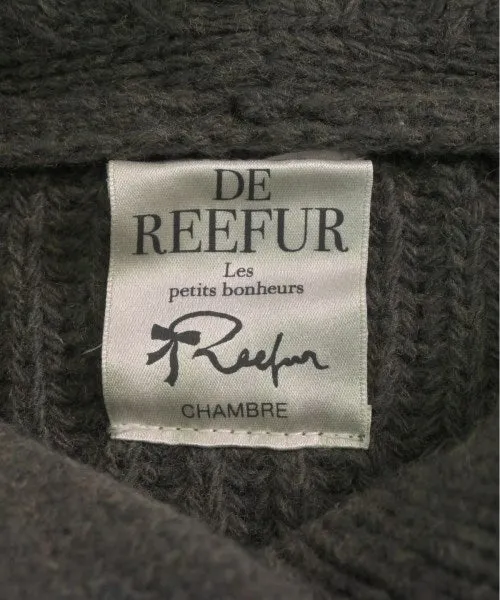 DE
REEFUR
Les
petits bonheurs
Reefur
CHAMBRE